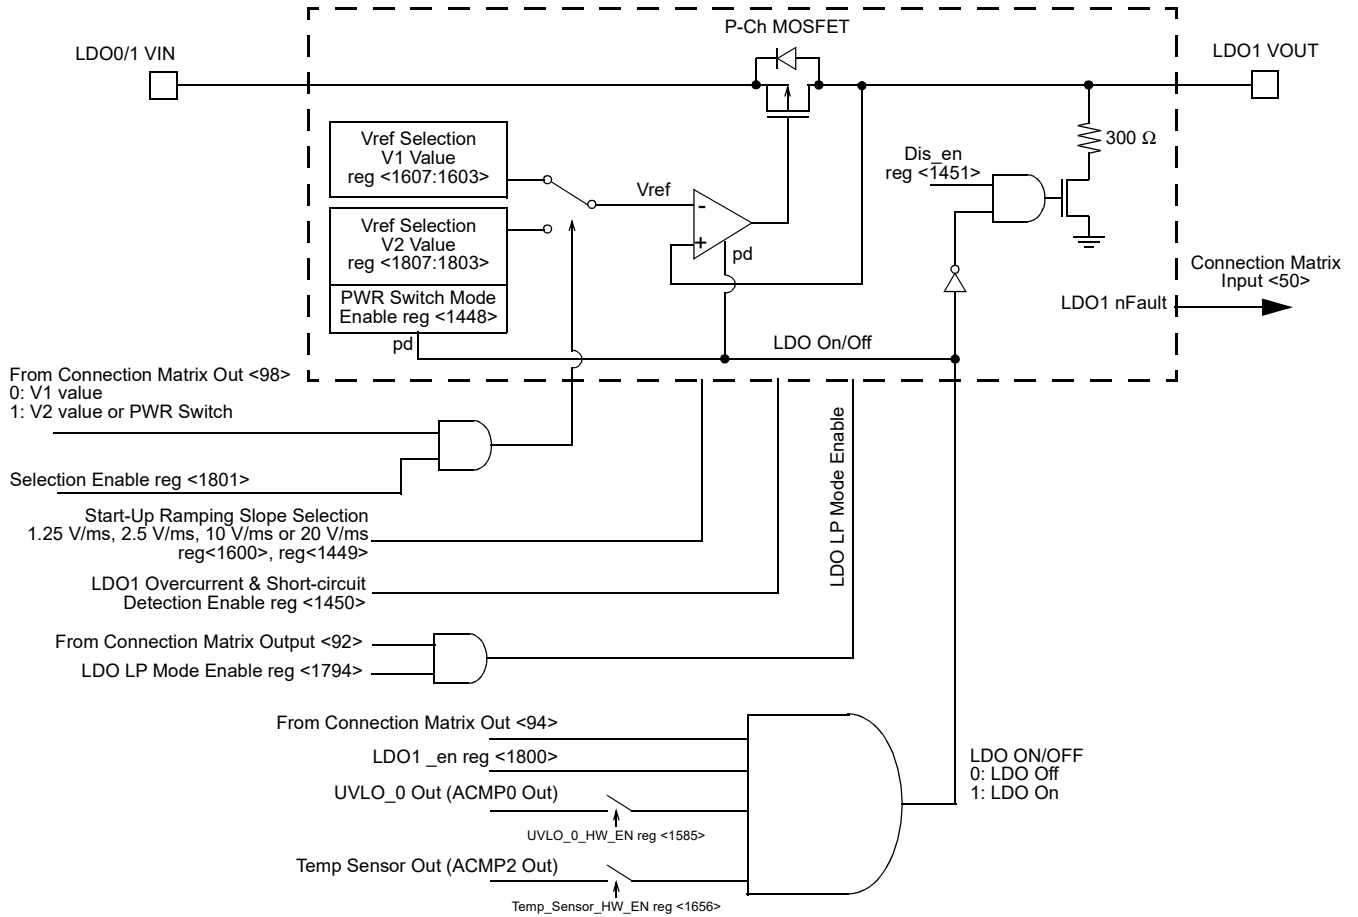 P-Ch MOSFET
LDO0/1 VIN
LDO1 VOUT
Vref Selection
V1 Value
reg <1607:1603>
300 Ω
Dis_en
reg <1451>
Vref
-
+
pd
Vref Selection
V2 Value
reg <1807:1803>
PWR Switch Mode
Enable reg <1448>
pd
LDO On/Off
Connection Matrix
Input <50>
LDO1 nFault
From Connection Matrix Out <98>
0: V1 value
1: V2 value or PWR Switch
Selection Enable reg <1801>
Start-Up Ramping Slope Selection
1.25 V/ms, 2.5 V/ms, 10 V/ms or 20 V/ms
reg<1600>, reg<1449>
LDO1 Overcurrent & Short-circuit
Detection Enable reg <1450>
LDO LP Mode Enable
From Connection Matrix Output <92>
LDO LP Mode Enable reg <1794>
From Connection Matrix Out <94>
LDO1 _en reg <1800>
UVLO_0 Out (ACMP0 Out)
UVLO_0_HW_EN reg <1585>
Temp Sensor Out (ACMP2 Out)
Temp_Sensor_HW_EN reg <1656>
LDO ON/OFF
0: LDO Off
1: LDO On